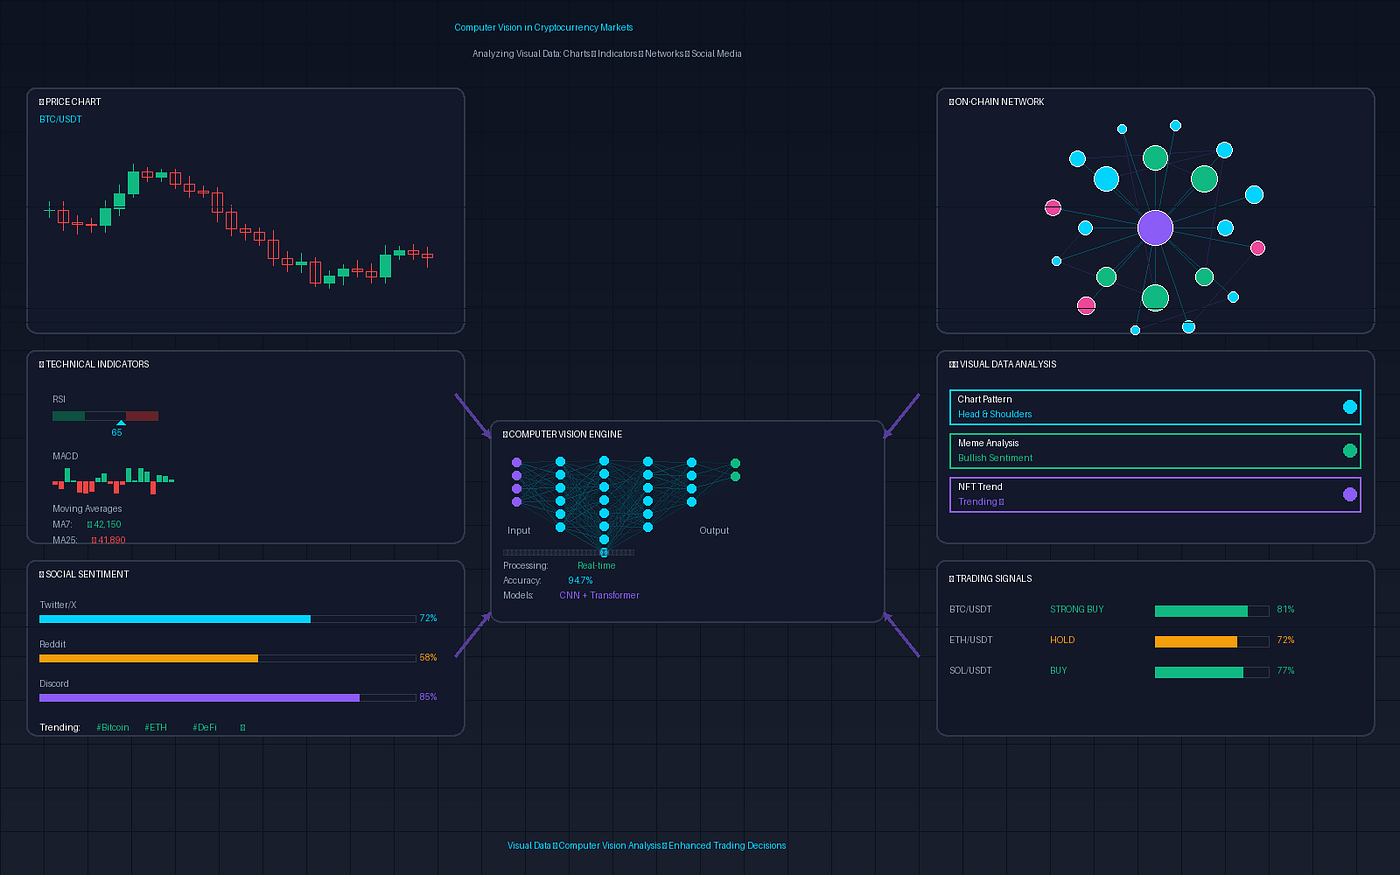 Computer Vision in Cryptocurrency Markets
Analyzing Visual Data: Charts Indicators Networks Social Media
PRICE CHART
BTC/USDT
ON-CHAIN NETWORK
TECHNICAL INDICATORS
RSI
65
MACD
Moving Averages
MA7: 42,150
MA25: 41,890
VISUAL DATA ANALYSIS
Chart Pattern
Head & Shoulders
Meme Analysis
Bullish Sentiment
NFT Trend
Trending
COMPUTER VISION ENGINE
Input
Output
Processing: Real-time
Accuracy: 94.7%
Models: CNN + Transformer
SOCIAL SENTIMENT
Twitter/X
72%
Reddit
58%
Discord
85%
Trending: #Bitcoin #ETH #DeFi
TRADING SIGNALS
BTC/USDT STRONG BUY 81%
ETH/USDT HOLD 72%
SOL/USDT BUY 77%
Visual Data Computer Vision Analysis Enhanced Trading Decisions